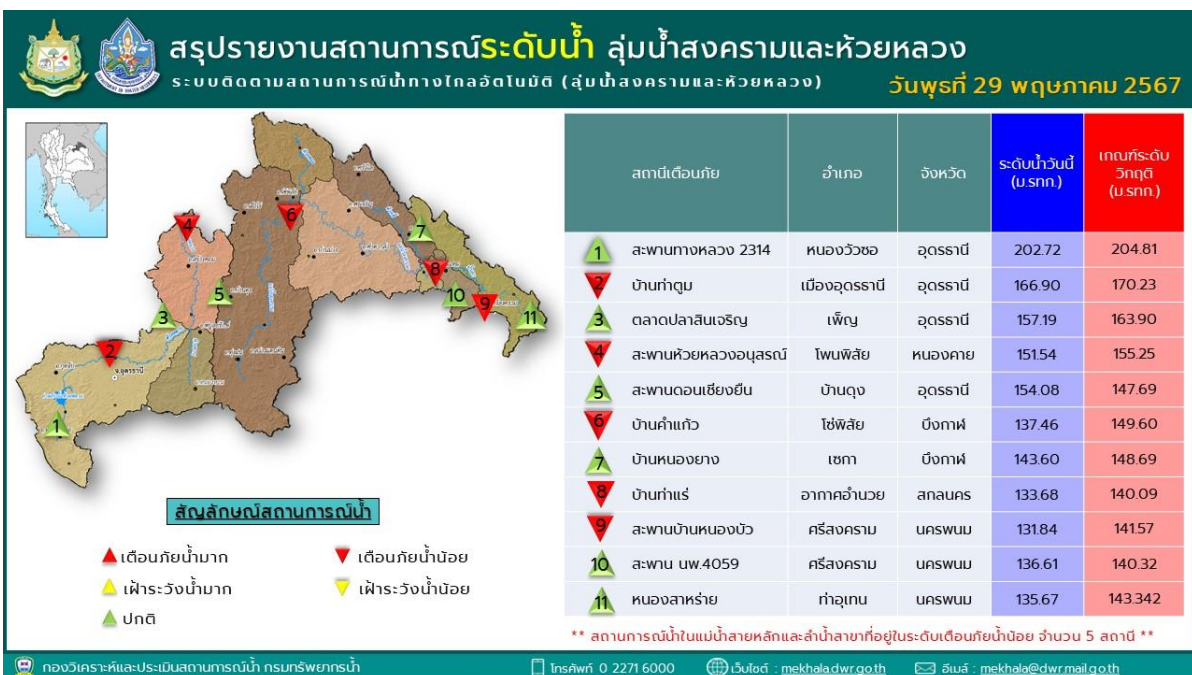 สรุปรายงานสถานการณ์ระดับน้ำ ลุ่มน้ำสงครามและห้วยหลวง
ระบบติดตามสถานการณ์น้ำทางไกลอัตโนมัติ (ลุ่มน้ำสงครามและห้วยหลวง)
วันพุธที่ 29 พฤษภาคม 2567
สถานีเตือนภัย อำเภอ จังหวัด ระดับน้ำวันนี้ (ม.รทก.) เกณฑ์ระดับวิกฤติ (ม.รทก.)
1 สะพานทางหลวง 2314 หนองวัวซอ อุดรธานี 202.72 204.81
2 บ้านท่าตูม เมืองอุดรธานี อุดรธานี 166.90 170.23
3 ตลาดปลาสินเจริญ เพ็ญ อุดรธานี 157.19 163.90
4 สะพานห้วยหลวงอนุสรณ์ โพนพิสัย หนองคาย 151.54 155.25
5 สะพานดอนเชียงยืน บ้านดุง อุดรธานี 154.08 147.69
6 บ้านคำแก้ว โซ่พิสัย บึงกาฬ 137.46 149.60
7 บ้านหนองยาง เซกา บึงกาฬ 143.60 148.69
8 บ้านท่าแร่ อากาศอำนวย สกลนคร 133.68 140.09
9 สะพานบ้านหนองบัว ศรีสงคราม นครพนม 131.84 141.57
10 สะพาน นพ.4059 ศรีสงคราม นครพนม 136.61 140.32
11 หนองสาหร่าย ท่าอุเทน นครพนม 135.67 143.342
** สถานการณ์น้ำในแม่น้ำสายหลักและลำน้ำสาขาที่อยู่ในระดับเตือนภัยน้ำน้อย จำนวน 5 สถานี **
4
6
7
8
5
10
9
11
3
2
จ.อุดรธานี
1
สัญลักษณ์สถานการณ์น้ำ
เตือนภัยน้ำมาก เตือนภัยน้ำน้อย
เฝ้าระวังน้ำมาก เฝ้าระวังน้ำน้อย
ปกติ
กองวิเคราะห์และประเมินสถานการณ์น้ำ กรมทรัพยากรน้ำ
โทรศัพท์ 0 2271 6000
เว็บไซต์ : mekhala.dwr.go.th
อีเมล์ : mekhala@dwr.mail.go.th